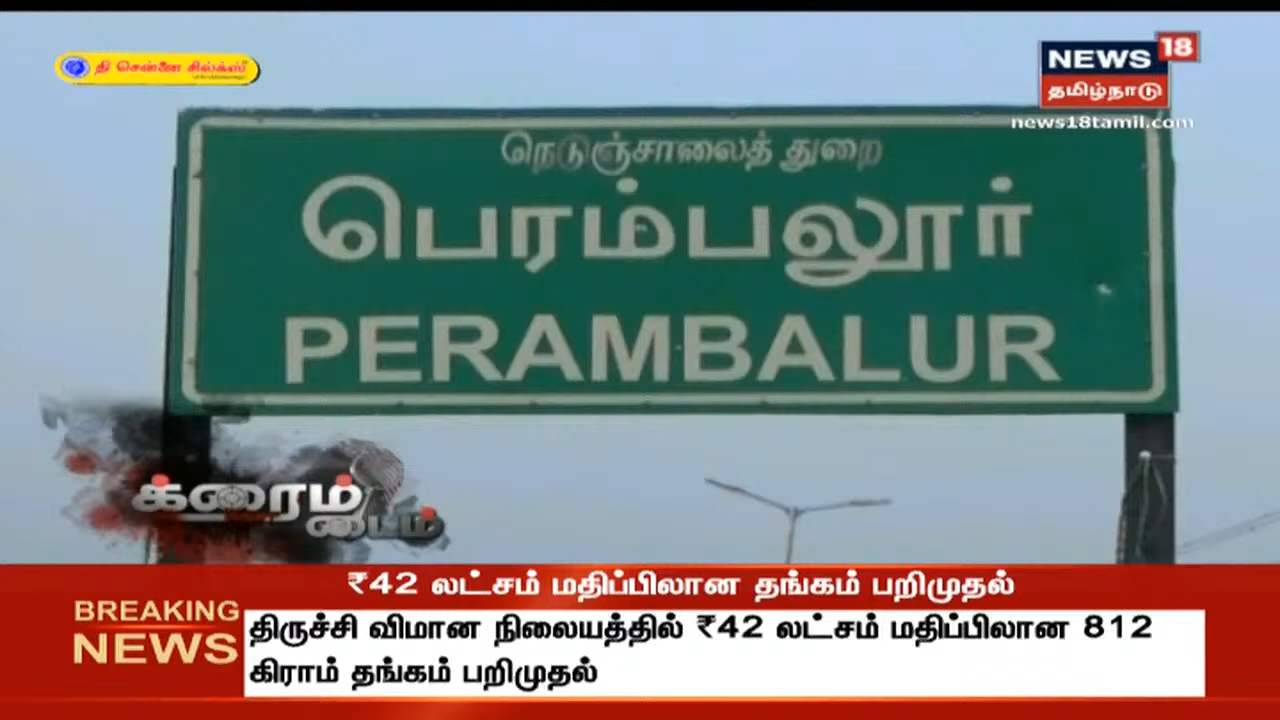 தி சென்னை சில்க்ஸ்
NEWS 18
தமிழ்நாடு
news18tamil.com
நெடுஞ்சாலைத் துறை
பெரம்பலூர்
PERAMBALUR
க்ரைம்
டைம்
₹42 லட்சம் மதிப்பிலான தங்கம் பறிமுதல்
BREAKING
NEWS
திருச்சி விமான நிலையத்தில் ₹42 லட்சம் மதிப்பிலான 812
கிராம் தங்கம் பறிமுதல்